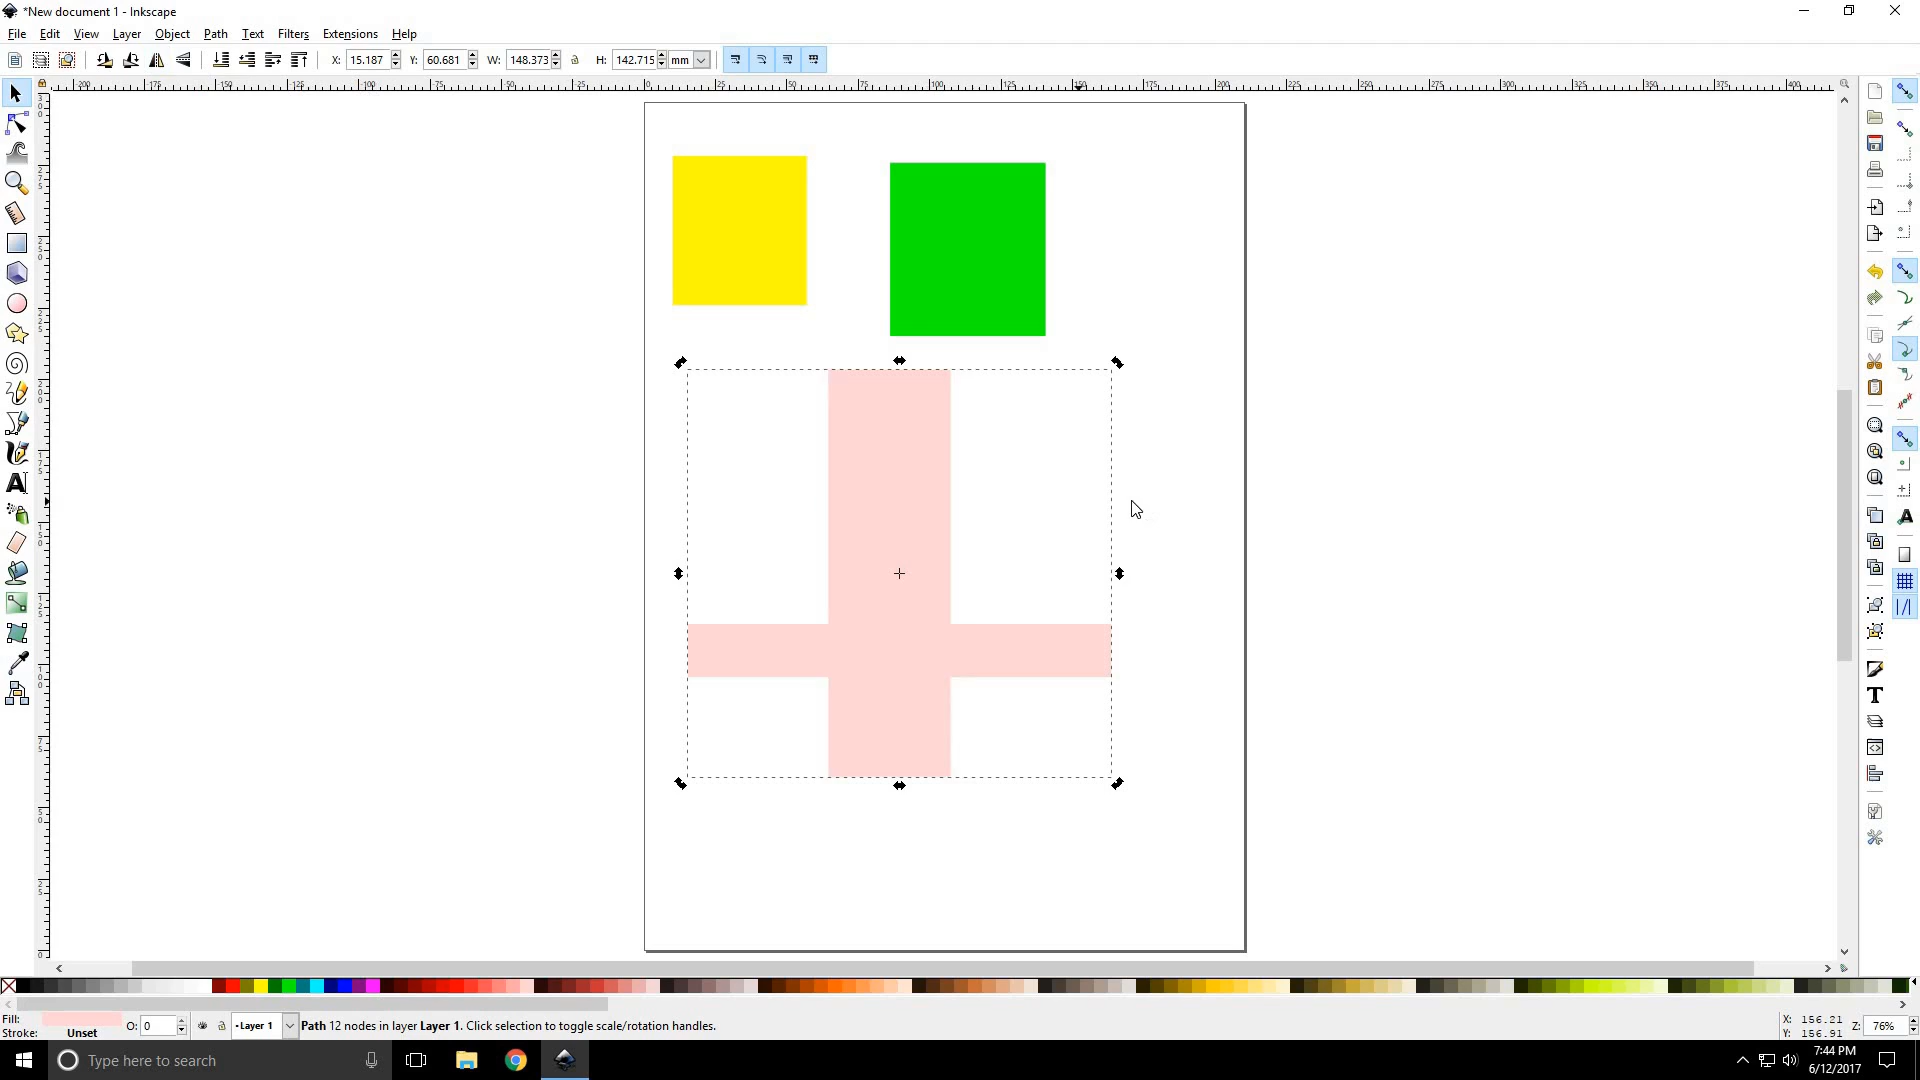 *New document 1 - Inkscape
File Edit View Layer Object Path Text Filters Extensions Help
X: 15.187 Y: 60.681 W: 148.373 H: 142.715 mm
Fill:
Stroke: Unset
O: 0
•Layer 1
Path 12 nodes in layer Layer 1. Click selection to toggle scale/rotation handles.
X: 156.21
Y: 156.91
Z: 76%
Type here to search
7:44 PM
6/12/2017